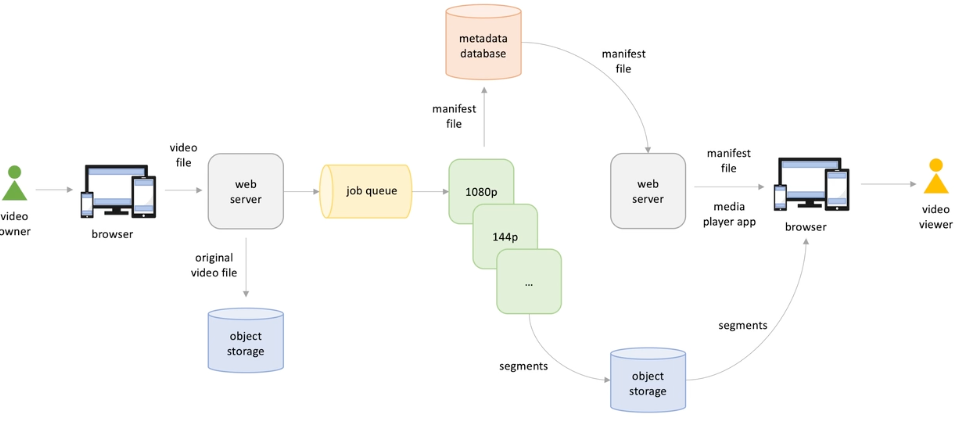 metadata
database
manifest
file
manifest
file
video
file
web
server
job queue
1080p
144p
...
web
server
manifest
file
media
player app
browser
video
owner
browser
video
viewer
original
video file
object
storage
segments
object
storage
segments